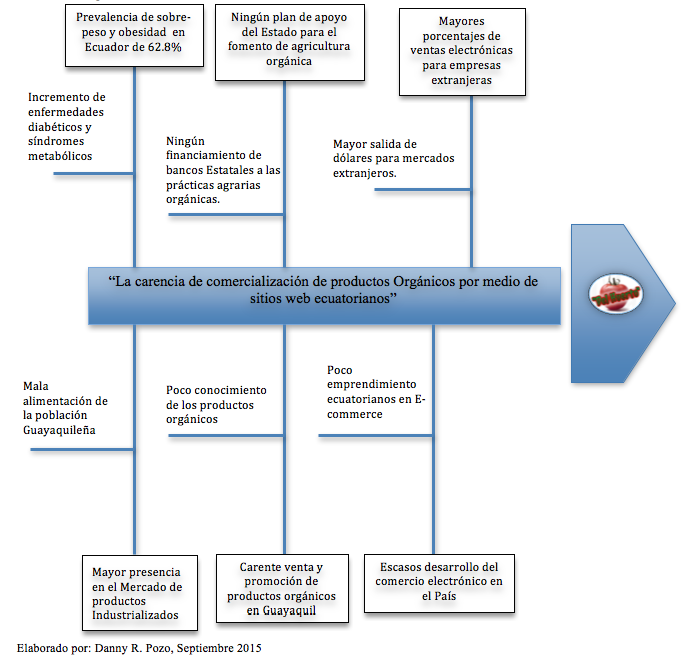 Prevalencia de sobre-
peso y obesidad en
Ecuador de 62.8%
Ningún plan de apoyo
del Estado para el
fomento de agricultura
orgánica
Mayores
porcentajes de
ventas electrónicas
para empresas
extranjeras
Incremento de
enfermedades
diabéticos y
síndromes
metabólicos
Ningún
financiamiento de
bancos Estatales a las
prácticas agrarias
orgánicas.
Mayor salida de
dólares para mercados
extranjeros.
“La carencia de comercialización de productos Orgánicos por medio de
sitios web ecuatorianos”
Mala
alimentación de
la población
Guayaquileña
Poco conocimiento
de los productos
orgánicos
Poco
emprendimiento
ecuatorianos en E-
commerce
Mayor presencia
en el Mercado de
productos
Industrializados
Carente venta y
promoción de
productos orgánicos
en Guayaquil
Escasos desarrollo del
comercio electrónico en
el País
Elaborado por: Danny R. Pozo, Septiembre 2015